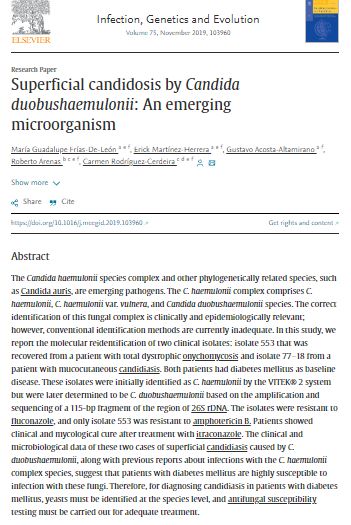 Infection, Genetics and Evolution
Volume 75, November 2019, 103960
ELSEVIER
Research Paper
Superficial candidosis by Candida
duobushaemulonii: An emerging
microorganism
María Guadalupe Frías-De-León a e f, Erick Martínez-Herrera a e f, Gustavo Acosta-Altamirano a f,
Roberto Arenas b c e f, Carmen Rodríguez-Cerdeira c d e f
Show more
Share Cite
https://doi.org/10.1016/j.meegid.2019.103960
Get rights and content
Abstract
The Candida haemulonii species complex and other phylogenetically related species, such
as Candida auris, are emerging pathogens. The C. haemulonii complex comprises C.
haemulonii, C. haemulonii var. vulnera, and Candida duobushaemulonii species. The correct
identification of this fungal complex is clinically and epidemiologically relevant;
however, conventional identification methods are currently inadequate. In this study, we
report the molecular reidentification of two clinical isolates: isolate 553 that was
recovered from a patient with total dystrophic onychomycosis and isolate 77-18 from a
patient with mucocutaneous candidiasis. Both patients had diabetes mellitus as baseline
disease. These isolates were initially identified as C. haemulonii by the VITEK® 2 system
but were later determined to be C. duobushaemulonii based on the amplification and
sequencing of a 115-bp fragment of the region of 26S rDNA. The isolates were resistant to
fluconazole, and only isolate 553 was resistant to amphotericin B. Patients showed
clinical and mycological cure after treatment with itraconazole. The clinical and
microbiological data of these two cases of superficial candidiasis caused by C.
duobushaemulonii, along with previous reports about infections with the C. haemulonii
complex species, suggest that patients with diabetes mellitus are highly susceptible to
infection with these fungi. Therefore, for diagnosing candidiasis in patients with diabetes
mellitus, yeasts must be identified at the species level, and antifungal susceptibility
testing must be carried out for adequate treatment.